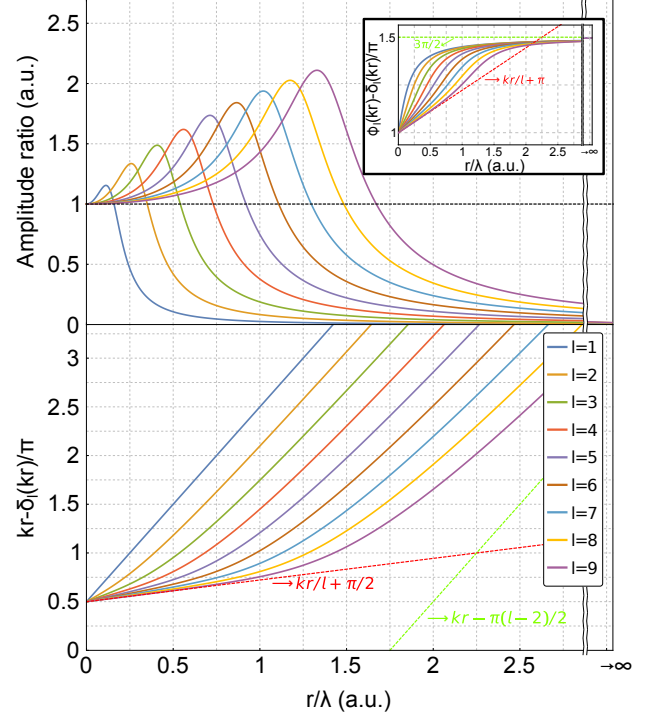 Amplitude ratio (a.u.)
2.5
2
1.5
1
0.5
0
Φl(kr)-δl(kr)/π
1.5
1
3π/2
→kr/l+π
0 0.5 1 1.5 2 2.5 →∞
r/λ (a.u.)
kr-δl(kr)/π
3
2.5
2
1.5
1
0.5
0
l=1
l=2
l=3
l=4
l=5
l=6
l=7
l=8
l=9
→kr/l+π/2
→kr−π(l−2)/2
0 0.5 1 1.5 2 2.5 →∞
r/λ (a.u.)